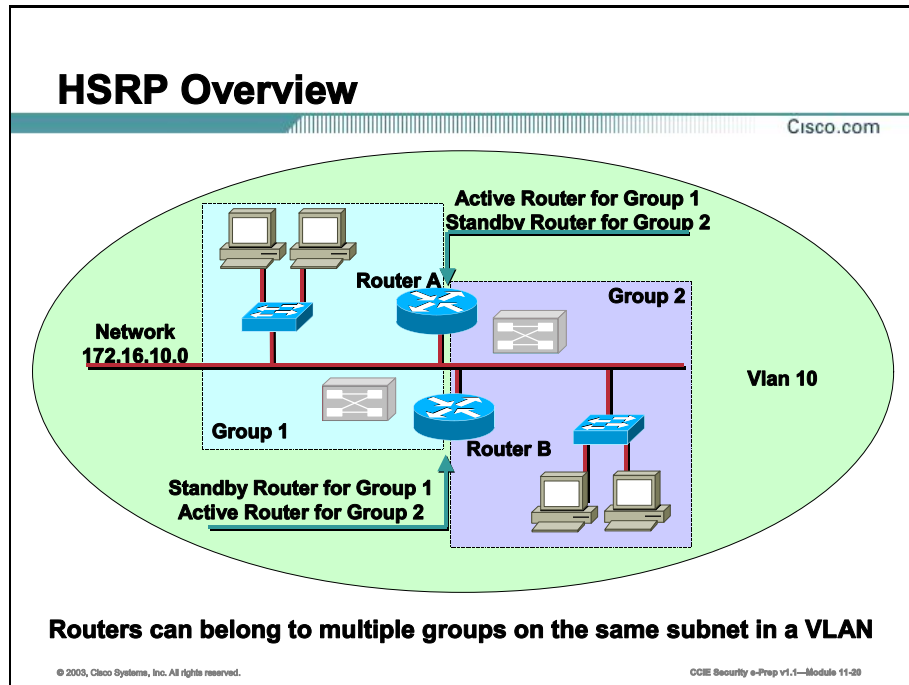 HSRP Overview
Cisco.com
Active Router for Group 1
Standby Router for Group 2
Router A
Group 2
Network
172.16.10.0
Vlan 10
Group 1
Router B
Standby Router for Group 1
Active Router for Group 2
Routers can belong to multiple groups on the same subnet in a VLAN
© 2003, Cisco Systems, Inc. All rights reserved.
CCIE Security e-Prep v1.1—Module 11-20